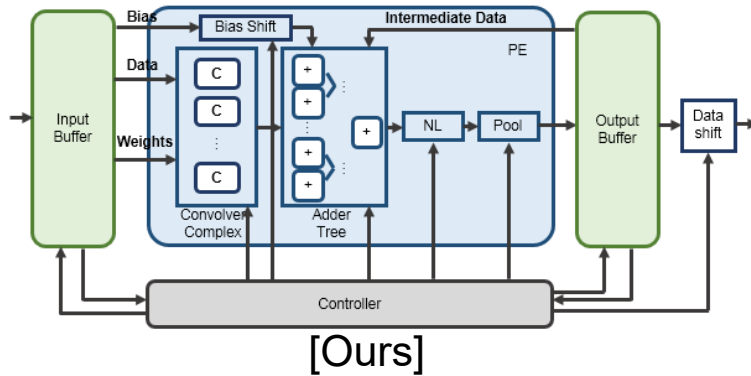 Bias
Bias Shift
Intermediate Data
PE
Data
Weights
Input
Buffer
C
C
⋮
C
Convolver
Complex
+
+
⋮
⋮
+
+
+
⋮
Adder
Tree
NL
Pool
Output
Buffer
Data
shift
Controller
[Ours]